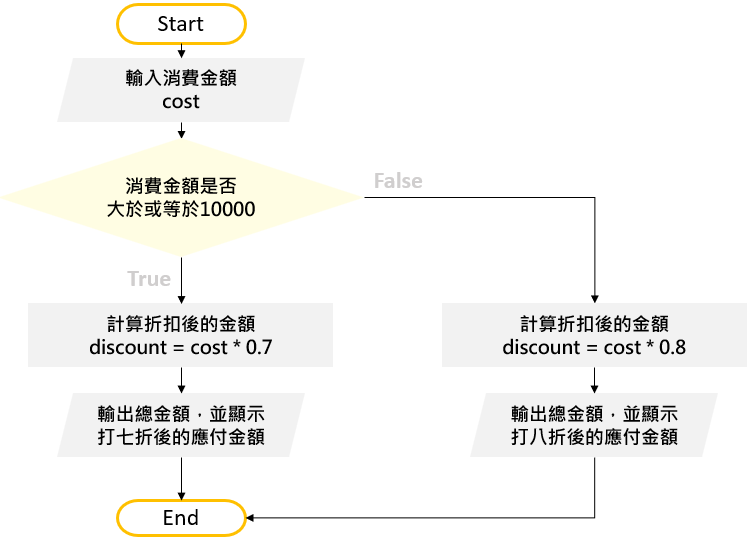 Start
輸入消費金額
cost
消費金額是否
大於或等於10000
False
True
計算折扣後的金額
discount = cost * 0.7
計算折扣後的金額
discount = cost * 0.8
輸出總金額，並顯示
打七折後的應付金額
輸出總金額，並顯示
打八折後的應付金額
End